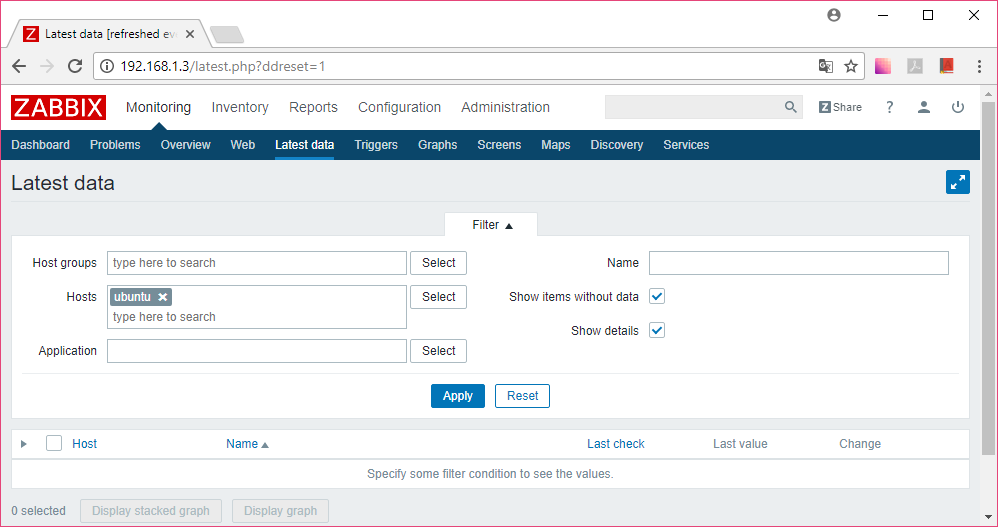 Latest data [refreshed ev
192.168.1.3/latest.php?ddreset=1
ZABBIX Monitoring Inventory Reports Configuration Administration Z Share ?
Dashboard Problems Overview Web Latest data Triggers Graphs Screens Maps Discovery Services
Latest data
Filter
Host groups type here to search Select Name
Hosts ubuntu Select Show items without data
type here to search
Show details
Application Select
Apply Reset
Host Name Last check Last value Change
Specify some filter condition to see the values.
0 selected Display stacked graph Display graph